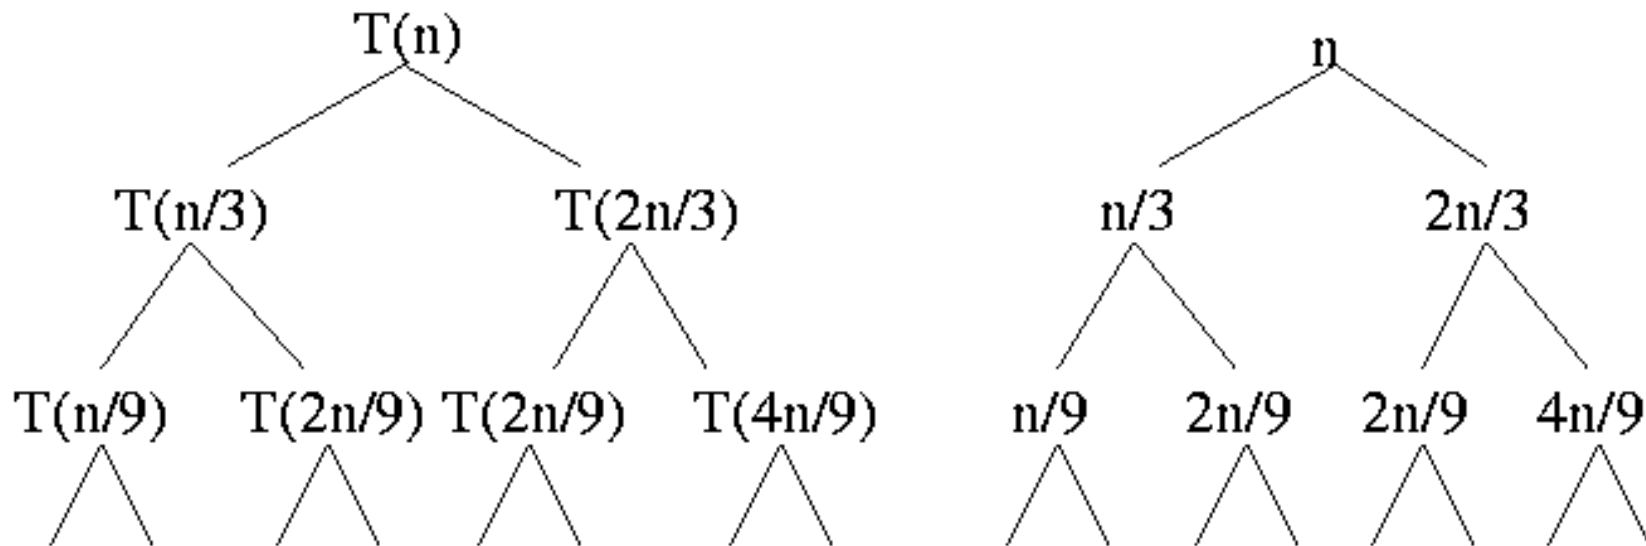 T(n) n
T(n/3) T(2n/3) n/3 2n/3
T(n/9) T(2n/9) T(2n/9) T(4n/9) n/9 2n/9 2n/9 4n/9